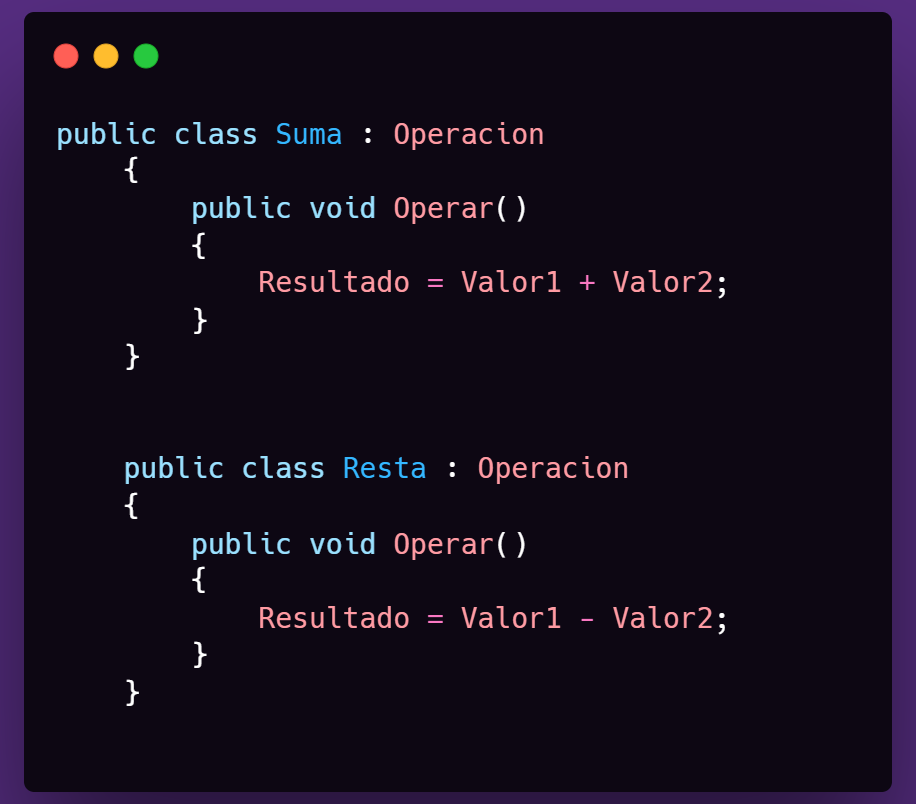 public class Suma : Operacion
    {
        public void Operar()
        {
            Resultado = Valor1 + Valor2;
        }
    }

    public class Resta : Operacion
    {
        public void Operar()
        {
            Resultado = Valor1 - Valor2;
        }
    }